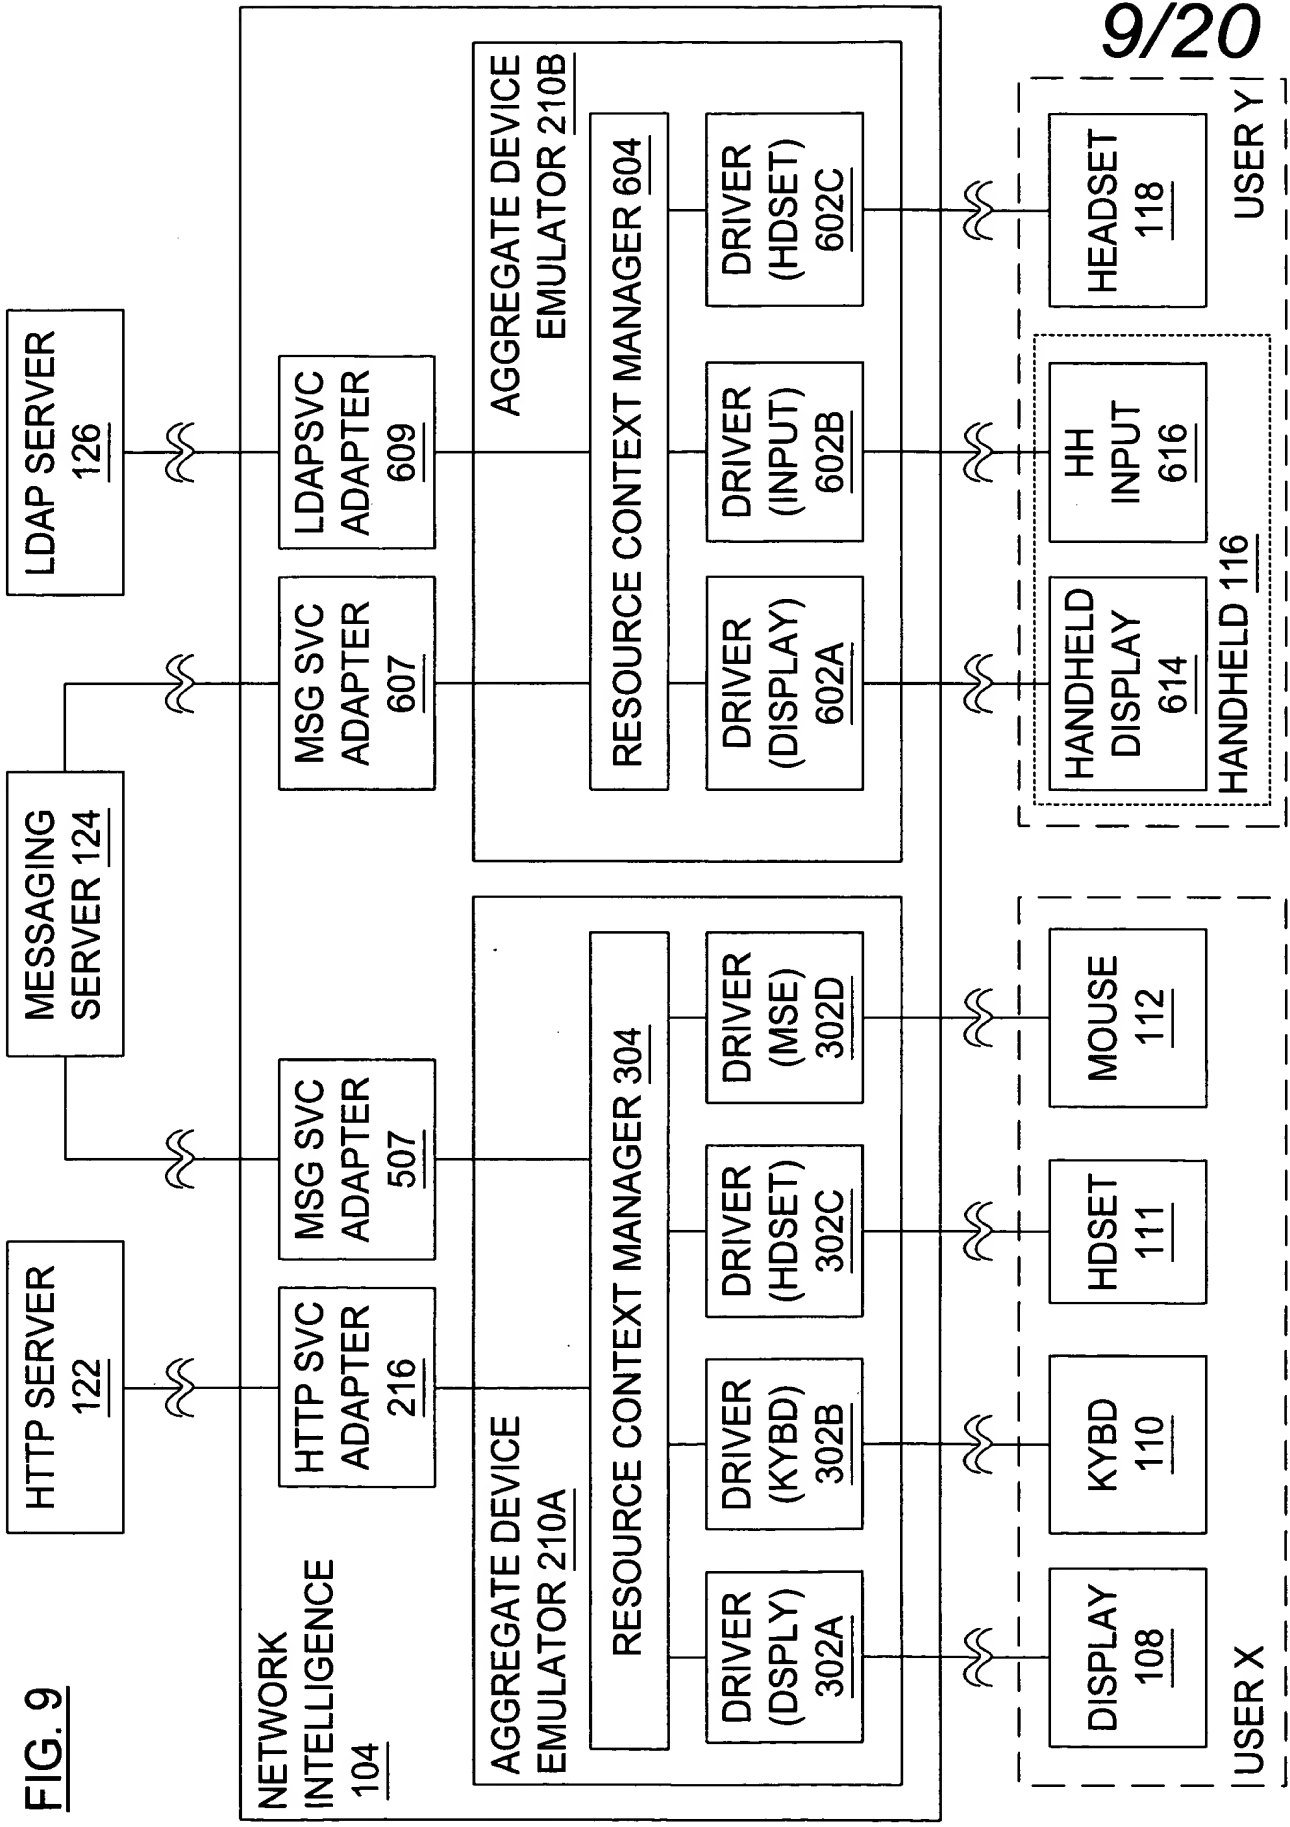 9/20
FIG. 9
HTTP SERVER
122
MESSAGING
SERVER 124
LDAP SERVER
126
NETWORK
INTELLIGENCE
104
HTTP SVC
ADAPTER
216
MSG SVC
ADAPTER
507
MSG SVC
ADAPTER
607
LDAPSVC
ADAPTER
609
AGGREGATE DEVICE
EMULATOR 210A
RESOURCE CONTEXT MANAGER 304
DRIVER
(DSPLY)
302A
DRIVER
(KYBD)
302B
DRIVER
(HDSET)
302C
DRIVER
(MSE)
302D
AGGREGATE DEVICE
EMULATOR 210B
RESOURCE CONTEXT MANAGER 604
DRIVER
(DISPLAY)
602A
DRIVER
(INPUT)
602B
DRIVER
(HDSET)
602C
DISPLAY
108
KYBD
110
HDSET
111
MOUSE
112
USER X
HANDHELD
DISPLAY
614
HH
INPUT
616
HANDHELD 116
HEADSET
118
USER Y